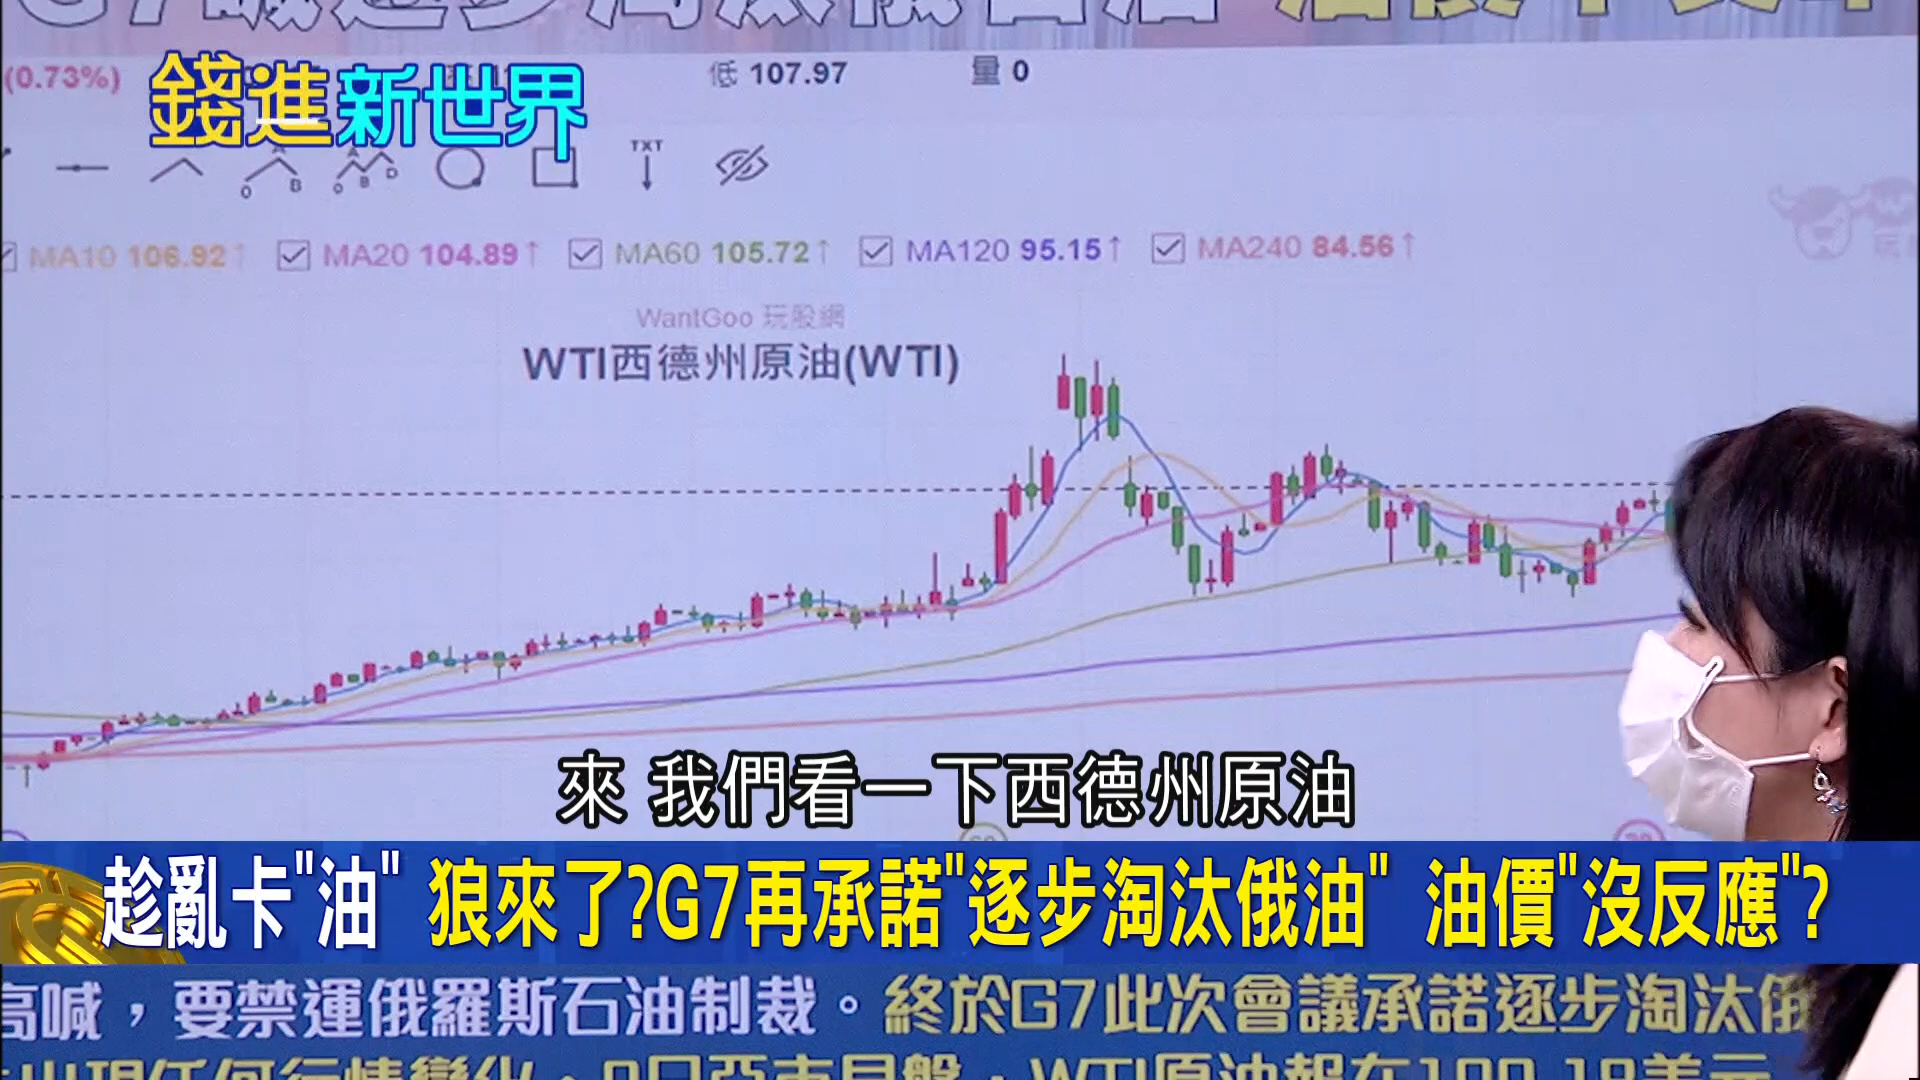 錢進新世界
(0.73%)
低 107.97
量 0
TXT
MA10 106.92↑ MA20 104.89↑ MA60 105.72↑ MA120 95.15↑ MA240 84.56↑
WantGoo 玩股網
WTI西德州原油(WTI)
來 我們看一下西德州原油
趁亂卡"油" 狼來了?G7再承諾"逐步淘汰俄油" 油價"沒反應"?
高喊，要禁運俄羅斯石油制裁。終於G7此次會議承諾逐步淘汰俄